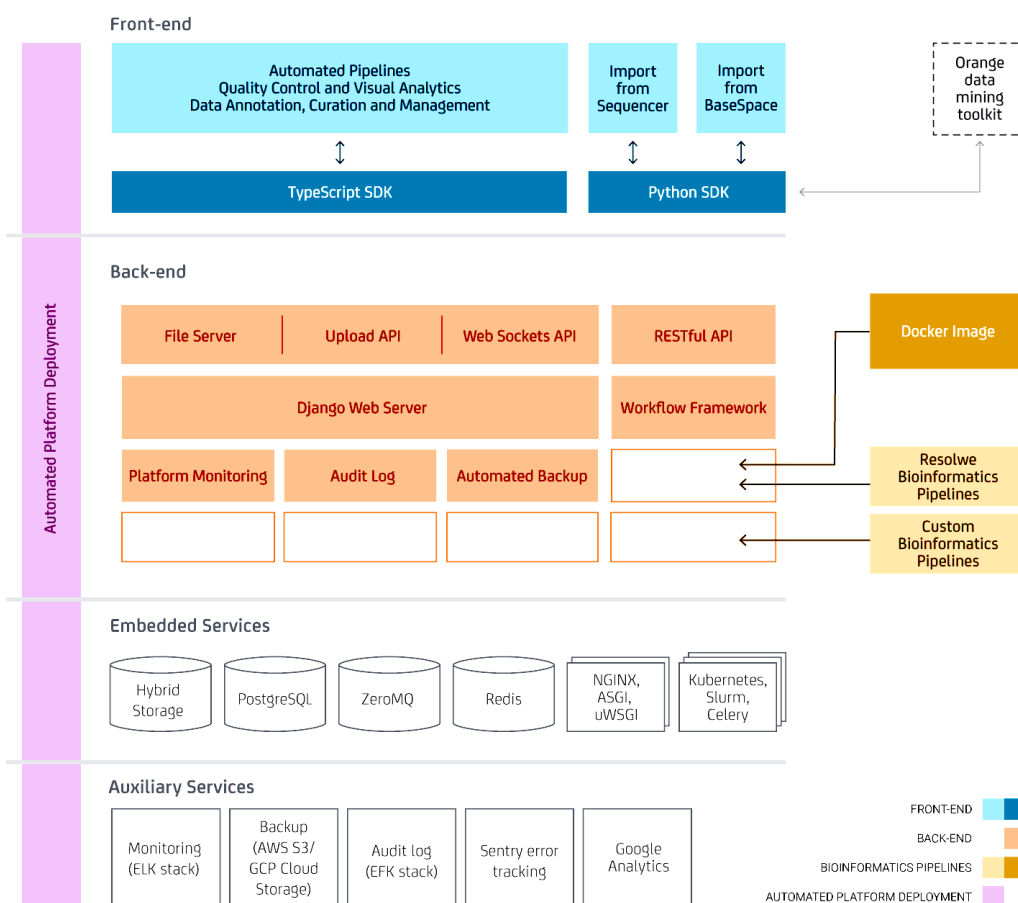 Front-end
Automated Pipelines
Quality Control and Visual Analytics
Data Annotation, Curation and Management
Import
from
Sequencer
Import
from
BaseSpace
Orange
data
mining
toolkit
TypeScript SDK
Python SDK
Automated Platform Deployment
Back-end
File Server
Upload API
Web Sockets API
RESTful API
Docker Image
Django Web Server
Workflow Framework
Platform Monitoring
Audit Log
Automated Backup
Resolwe
Bioinformatics
Pipelines
Custom
Bioinformatics
Pipelines
Embedded Services
Hybrid
Storage
PostgreSQL
ZeroMQ
Redis
NGINX,
ASGI,
uWSGI
Kubernetes,
Slurm,
Celery
Auxiliary Services
Monitoring
(ELK stack)
Backup
(AWS S3/
GCP Cloud
Storage)
Audit log
(EFK stack)
Sentry error
tracking
Google
Analytics
FRONT-END
BACK-END
BIOINFORMATICS PIPELINES
AUTOMATED PLATFORM DEPLOYMENT